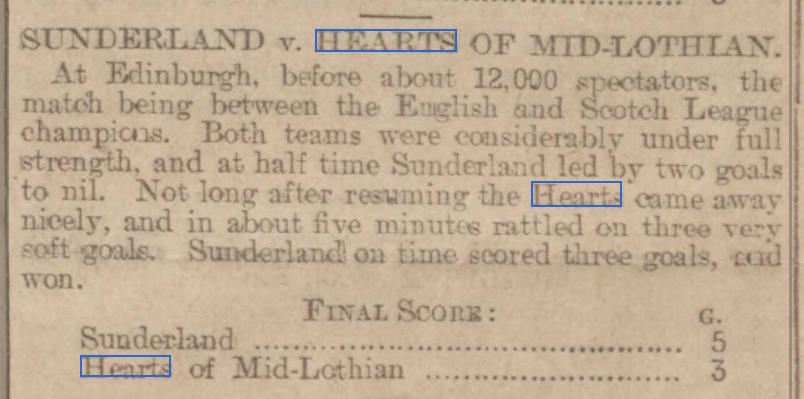 SUNDERLAND v. HEARTS OF MID-LOTHIAN.
At Edinburgh, before about 12,000 spectators, the
match being between the English and Scotch League
champions. Both teams were considerably under full
strength, and at half time Sunderland led by two goals
to nil. Not long after resuming the Hearts came away
nicely, and in about five minutes rattled on three very
soft goals. Sunderland on time scored three goals, and
won.
FINAL SCORE: G.
Sunderland ........................................ 5
Hearts of Mid-Lothian ........................ 3